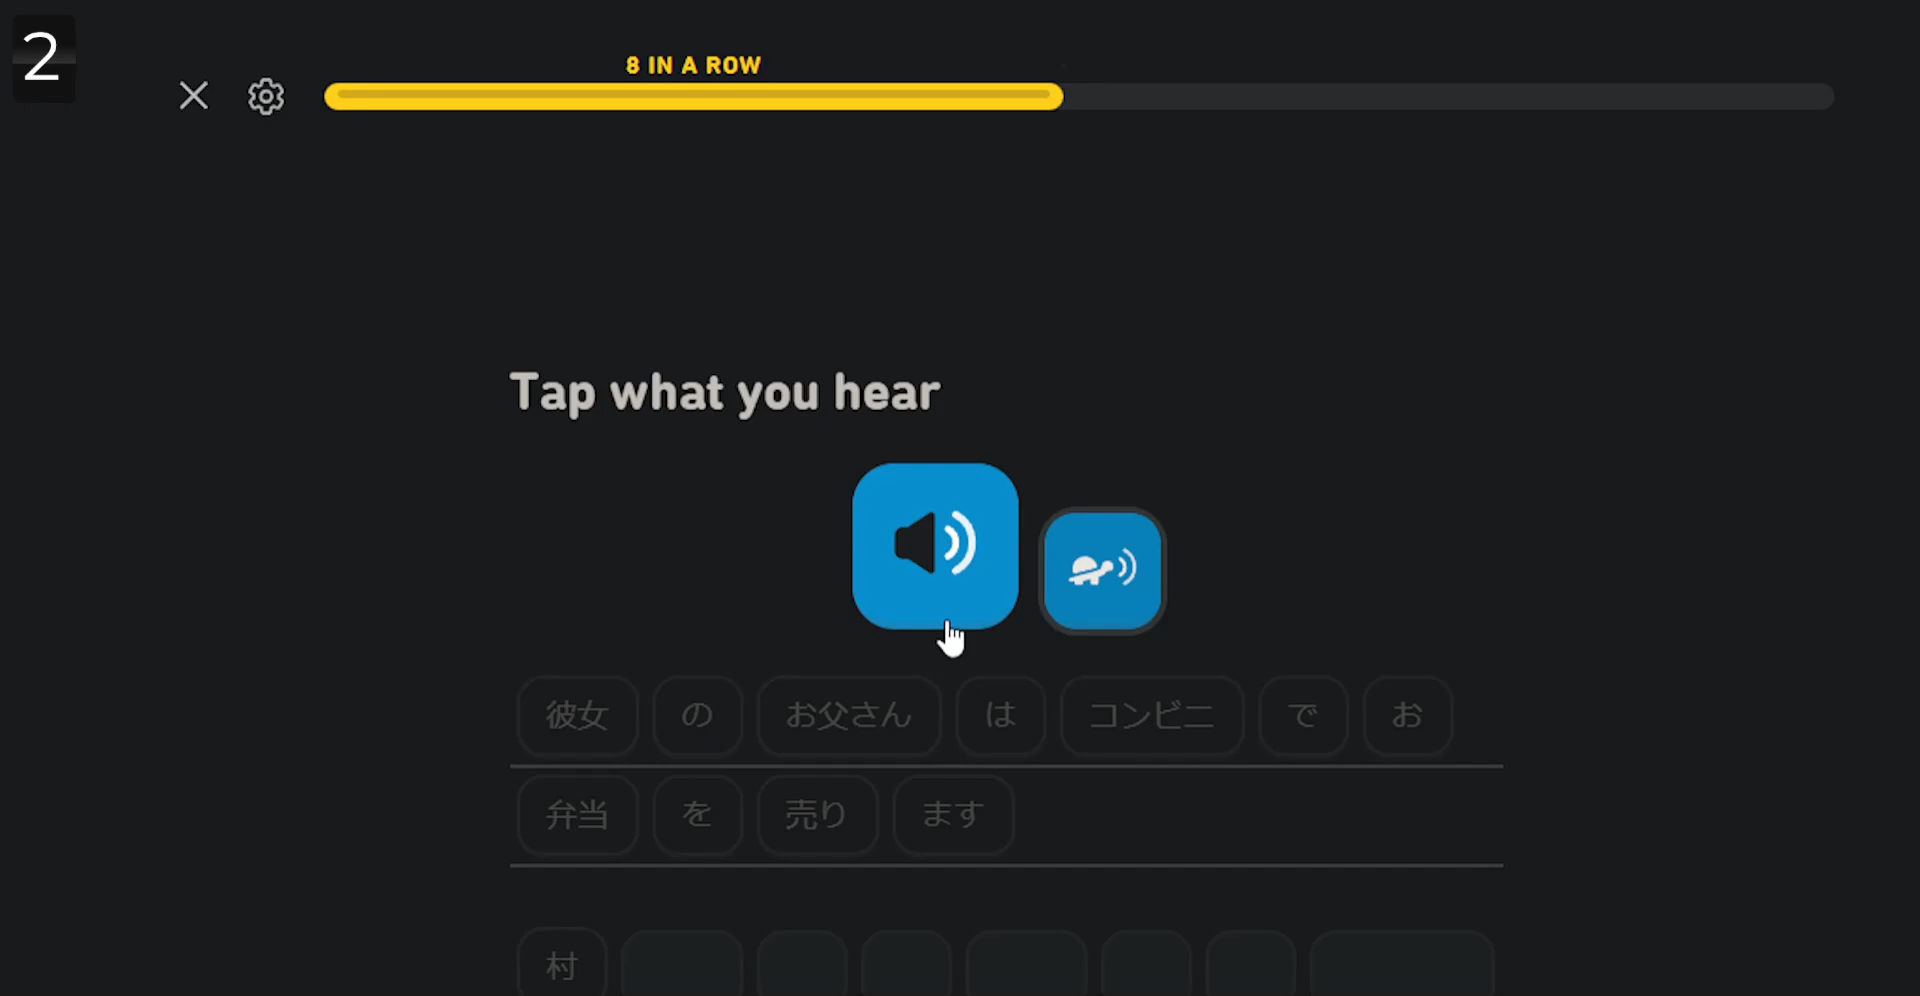 2
8 IN A ROW
Tap what you hear
彼女 の お父さん は コンビニ で お
弁当 を 売り ます
村